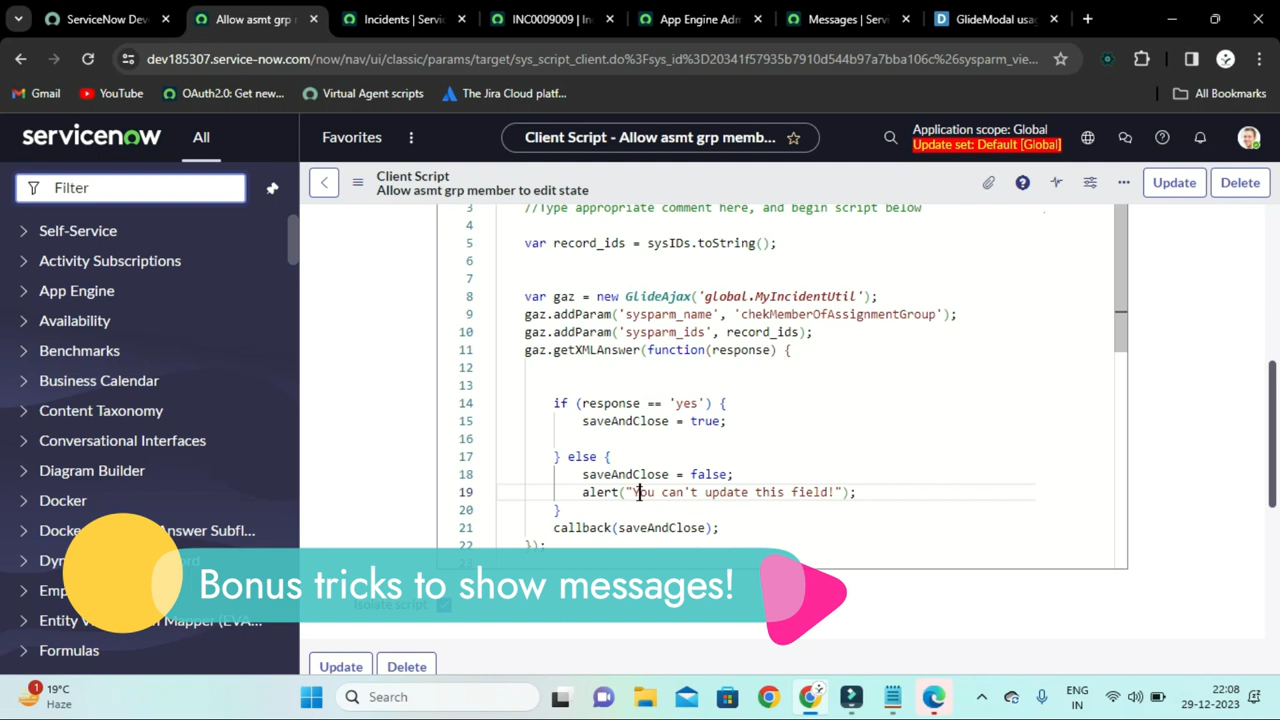 ServiceNow Dev
Allow asmt grp r
Incidents | Servic
INC0009009 | In
App Engine Adm
Messages | Servi
GlideModal usag
dev185307.service-now.com/now/nav/ui/classic/params/target/sys_script_client.do%3Fsys_id%3D20341f57935b7910d544b97a7bba106c%26sysparm_vie...
Gmail
YouTube
OAuth2.0: Get new...
Virtual Agent scripts
The Jira Cloud platf...
All Bookmarks
servicenow
All
Favorites
Client Script - Allow asmt grp memb...
Application scope: Global
Update set: Default [Global]
Filter
Client Script
Allow asmt grp member to edit state
Update
Delete
Self-Service
Activity Subscriptions
App Engine
Availability
Benchmarks
Business Calendar
Content Taxonomy
Conversational Interfaces
Diagram Builder
Docker
Answer Subfl...
Entity
Mapper (EVA...
Formulas
3 //Type appropriate comment here, and begin script below
4
5 var record_ids = sysIDs.toString();
6
7
8 var gaz = new GlideAjax('global.MyIncidentUtil');
9 gaz.addParam('sysparm_name', 'chekMemberOfAssignmentGroup');
10 gaz.addParam('sysparm_ids', record_ids);
11 gaz.getXMLAnswer(function(response) {
12
13
14 if (response == 'yes') {
15 saveAndClose = true;
16
17 } else {
18 saveAndClose = false;
19 alert("You can't update this field!");
20 }
21 callback(saveAndClose);
22 });
Bonus tricks to show messages!
Isolate script
Update
Delete
1
19°C
Haze
Search
ENG
IN
22:08
29-12-2023